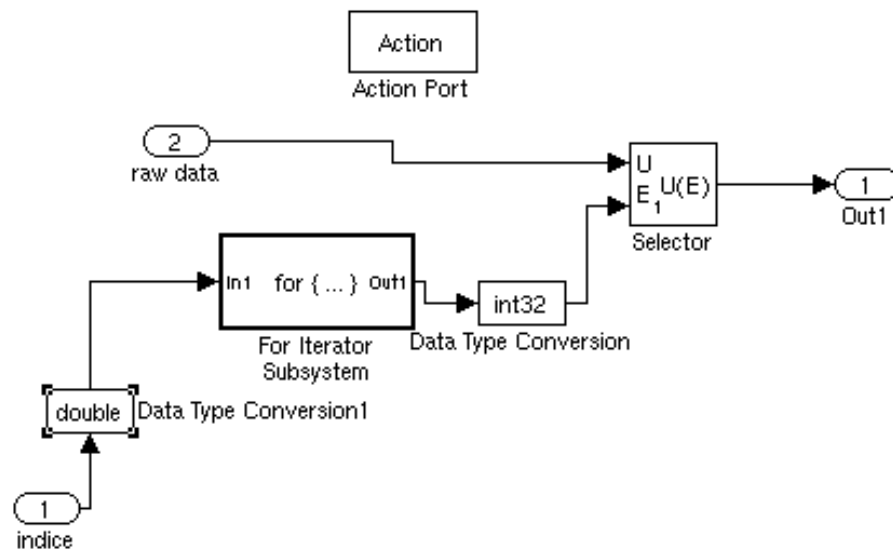 Action
Action Port
2
raw data
U
E1
U(E)
Selector
1
Out1
In1
for { ... }
Out1
For Iterator
Subsystem
int32
Data Type Conversion
double
Data Type Conversion1
1
indice